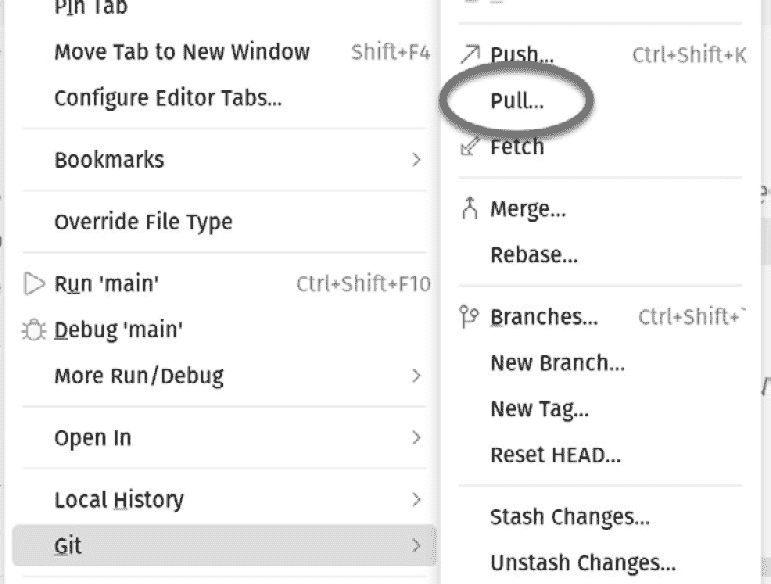 Pin Tab
Move Tab to New Window Shift+F4
Configure Editor Tabs...
Bookmarks
Override File Type
Run 'main' Ctrl+Shift+F10
Debug 'main'
More Run/Debug
Open In
Local History
Git
Push... Ctrl+Shift+K
Pull...
Fetch
Merge...
Rebase...
Branches... Ctrl+Shift+`
New Branch...
New Tag...
Reset HEAD...
Stash Changes...
Unstash Changes...